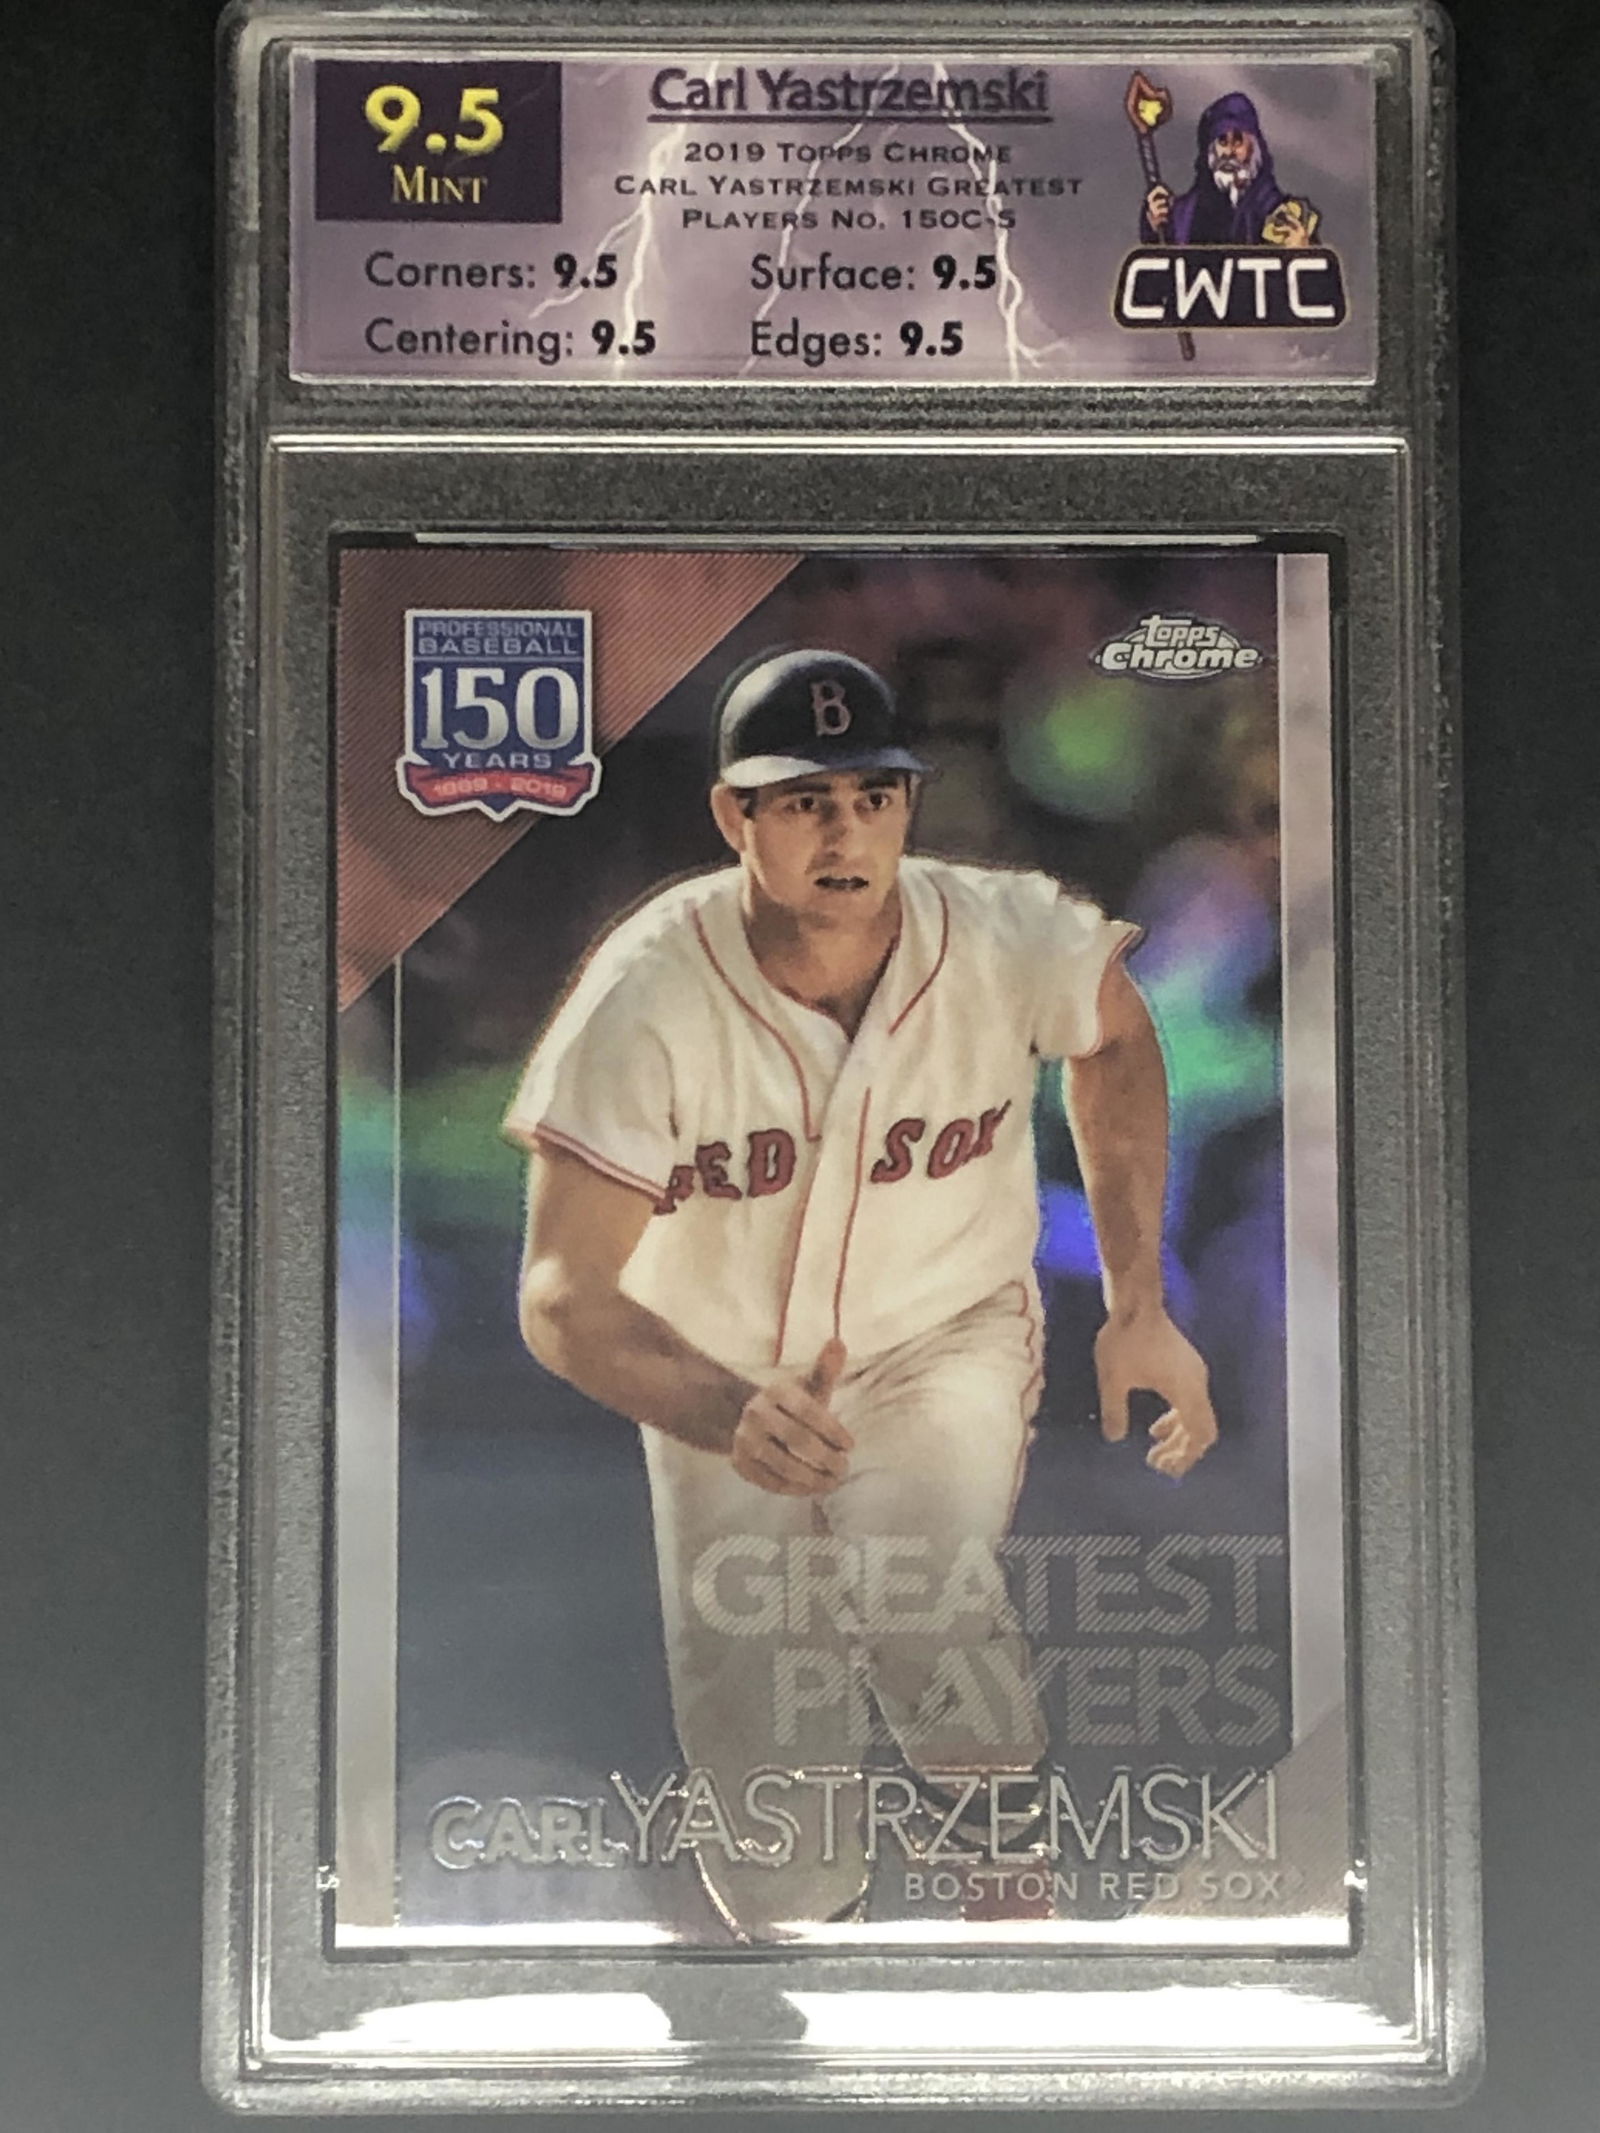 9.5
MINT
Carl Yastrzemski
2019 TOPPS CHROME
CARL YASTRZEMSKI GREATEST
PLAYERS NO. 150C-5
Corners: 9.5
Surface: 9.5
Centering: 9.5
Edges: 9.5
CWTC
PROFESSIONAL
BASEBALL
150
YEARS
1869 - 2019
topps
Chrome
B
RED SOX
GREATEST
PLAYERS
CARL YASTRZEMSKI
BOSTON RED SOX